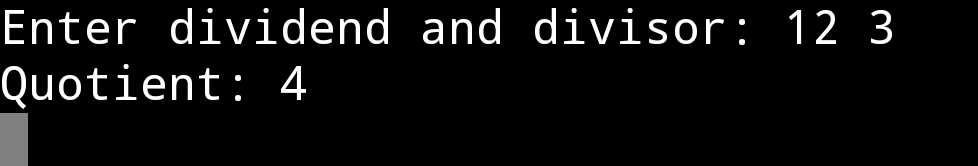 Enter dividend and divisor: 12 3
Quotient: 4